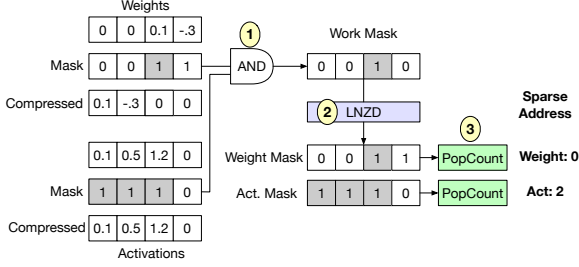 Weights
0 0 0.1 -.3
Mask 0 0 1 1
Compressed 0.1 -.3 0 0
1
AND
Work Mask
0 0 1 0
2 LNZD
3
Sparse
Address
Weight Mask 0 0 1 1 PopCount Weight: 0
Act. Mask 1 1 1 0 PopCount Act: 2
0.1 0.5 1.2 0
Mask 1 1 1 0
Compressed 0.1 0.5 1.2 0
Activations